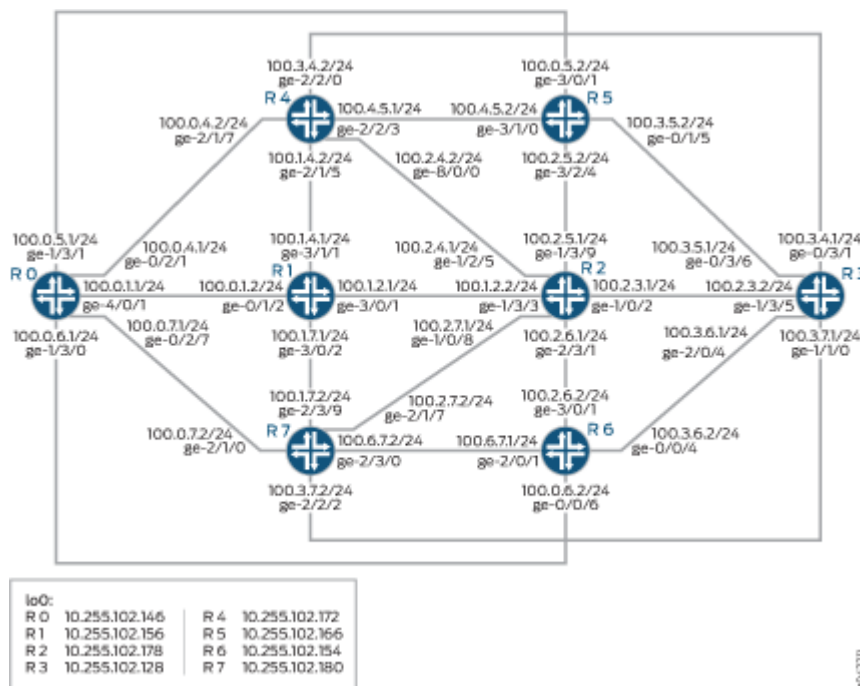 100.3.4.2/24
ge-2/2/0
100.0.5.2/24
ge-3/0/1
R 4
R 5
100.0.4.2/24
ge-2/1/7
100.4.5.1/24
ge-2/2/3
100.4.5.2/24
ge-3/1/0
100.3.5.2/24
ge-0/1/5
100.1.4.2/24
ge-2/1/5
100.2.4.2/24
ge-8/0/0
100.2.5.2/24
ge-3/2/4
100.0.5.1/24
ge-1/3/1
100.0.4.1/24
ge-0/2/1
100.1.4.1/24
ge-3/1/1
100.2.4.1/24
ge-1/2/5
100.2.5.1/24
ge-1/3/9
100.3.5.1/24
ge-0/3/6
100.3.4.1/24
ge-0/3/1
R 0
R 1
R 2
R 3
100.0.1.1/24
ge-4/0/1
100.0.1.2/24
ge-0/1/2
100.1.2.1/24
ge-3/0/1
100.1.2.2/24
ge-1/3/3
100.2.3.1/24
ge-1/0/2
100.2.3.2/24
ge-1/3/5
100.0.6.1/24
ge-1/3/0
100.0.7.1/24
ge-0/2/7
100.1.7.1/24
ge-3/0/2
100.2.7.1/24
ge-1/0/8
100.2.6.1/24
ge-2/3/1
100.3.6.1/24
ge-2/0/4
100.3.7.1/24
ge-1/1/0
100.1.7.2/24
ge-2/3/9
100.2.7.2/24
ge-2/1/7
100.2.6.2/24
ge-3/0/1
100.0.7.2/24
ge-2/1/0
R 7
R 6
100.6.7.2/24
ge-2/3/0
100.6.7.1/24
ge-2/0/1
100.3.6.2/24
ge-0/0/4
100.3.7.2/24
ge-2/2/2
100.0.6.2/24
ge-0/0/6
lo0:
R 0 10.255.102.146 R 4 10.255.102.172
R 1 10.255.102.156 R 5 10.255.102.166
R 2 10.255.102.178 R 6 10.255.102.154
R 3 10.255.102.128 R 7 10.255.102.180